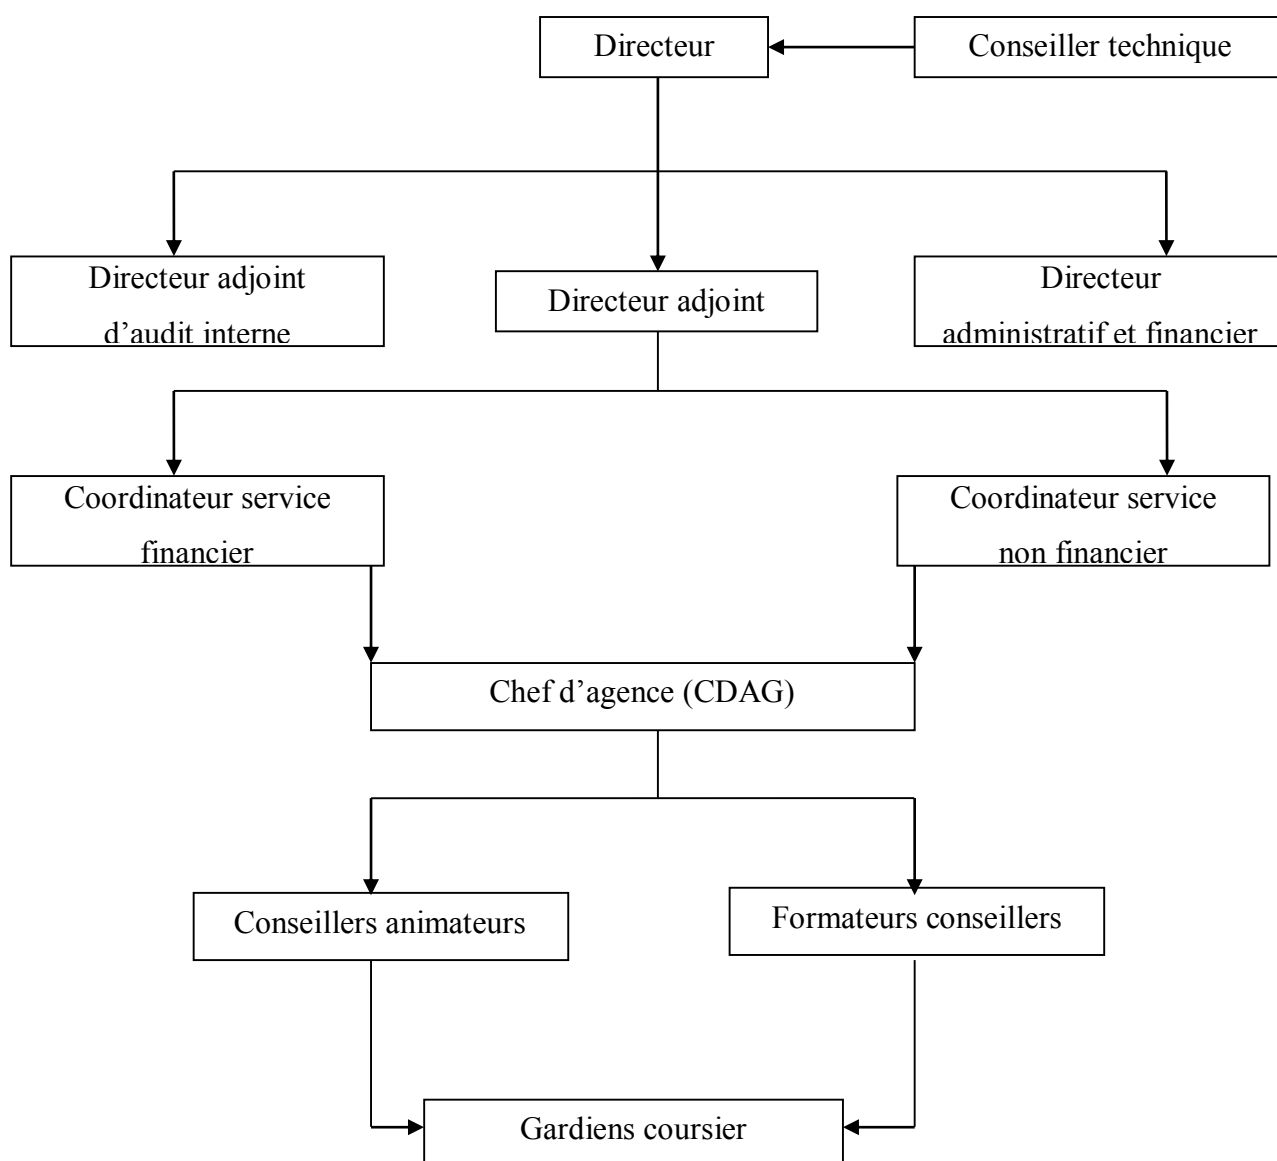 Directeur
Conseiller technique
Directeur adjoint
d’audit interne
Directeur adjoint
Directeur
administratif et financier
Coordinateur service
financier
Coordinateur service
non financier
Chef d’agence (CDAG)
Conseillers animateurs
Formateurs conseillers
Gardiens coursier